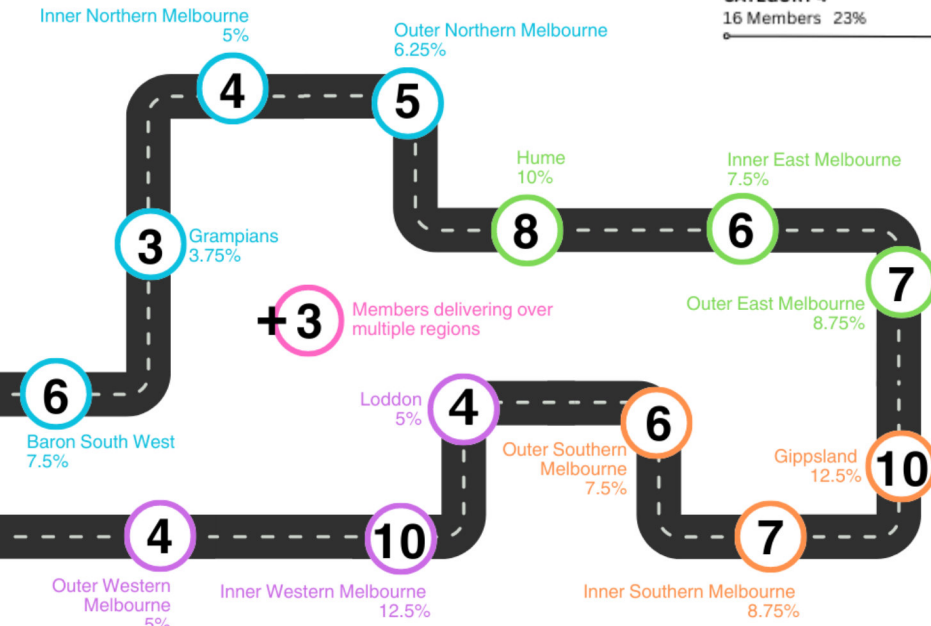 16 Members 23%
Inner Northern Melbourne
5%
4
Outer Northern Melbourne
6.25%
5
Hume
10%
8
Inner East Melbourne
7.5%
6
3
Grampians
3.75%
7
Outer East Melbourne
8.75%
+3
Members delivering over
multiple regions
6
Baron South West
7.5%
Loddon
5%
4
6
Outer Southern
Melbourne
7.5%
Gippsland
12.5%
10
4
Outer Western
Melbourne
5%
10
Inner Western Melbourne
12.5%
7
Inner Southern Melbourne
8.75%